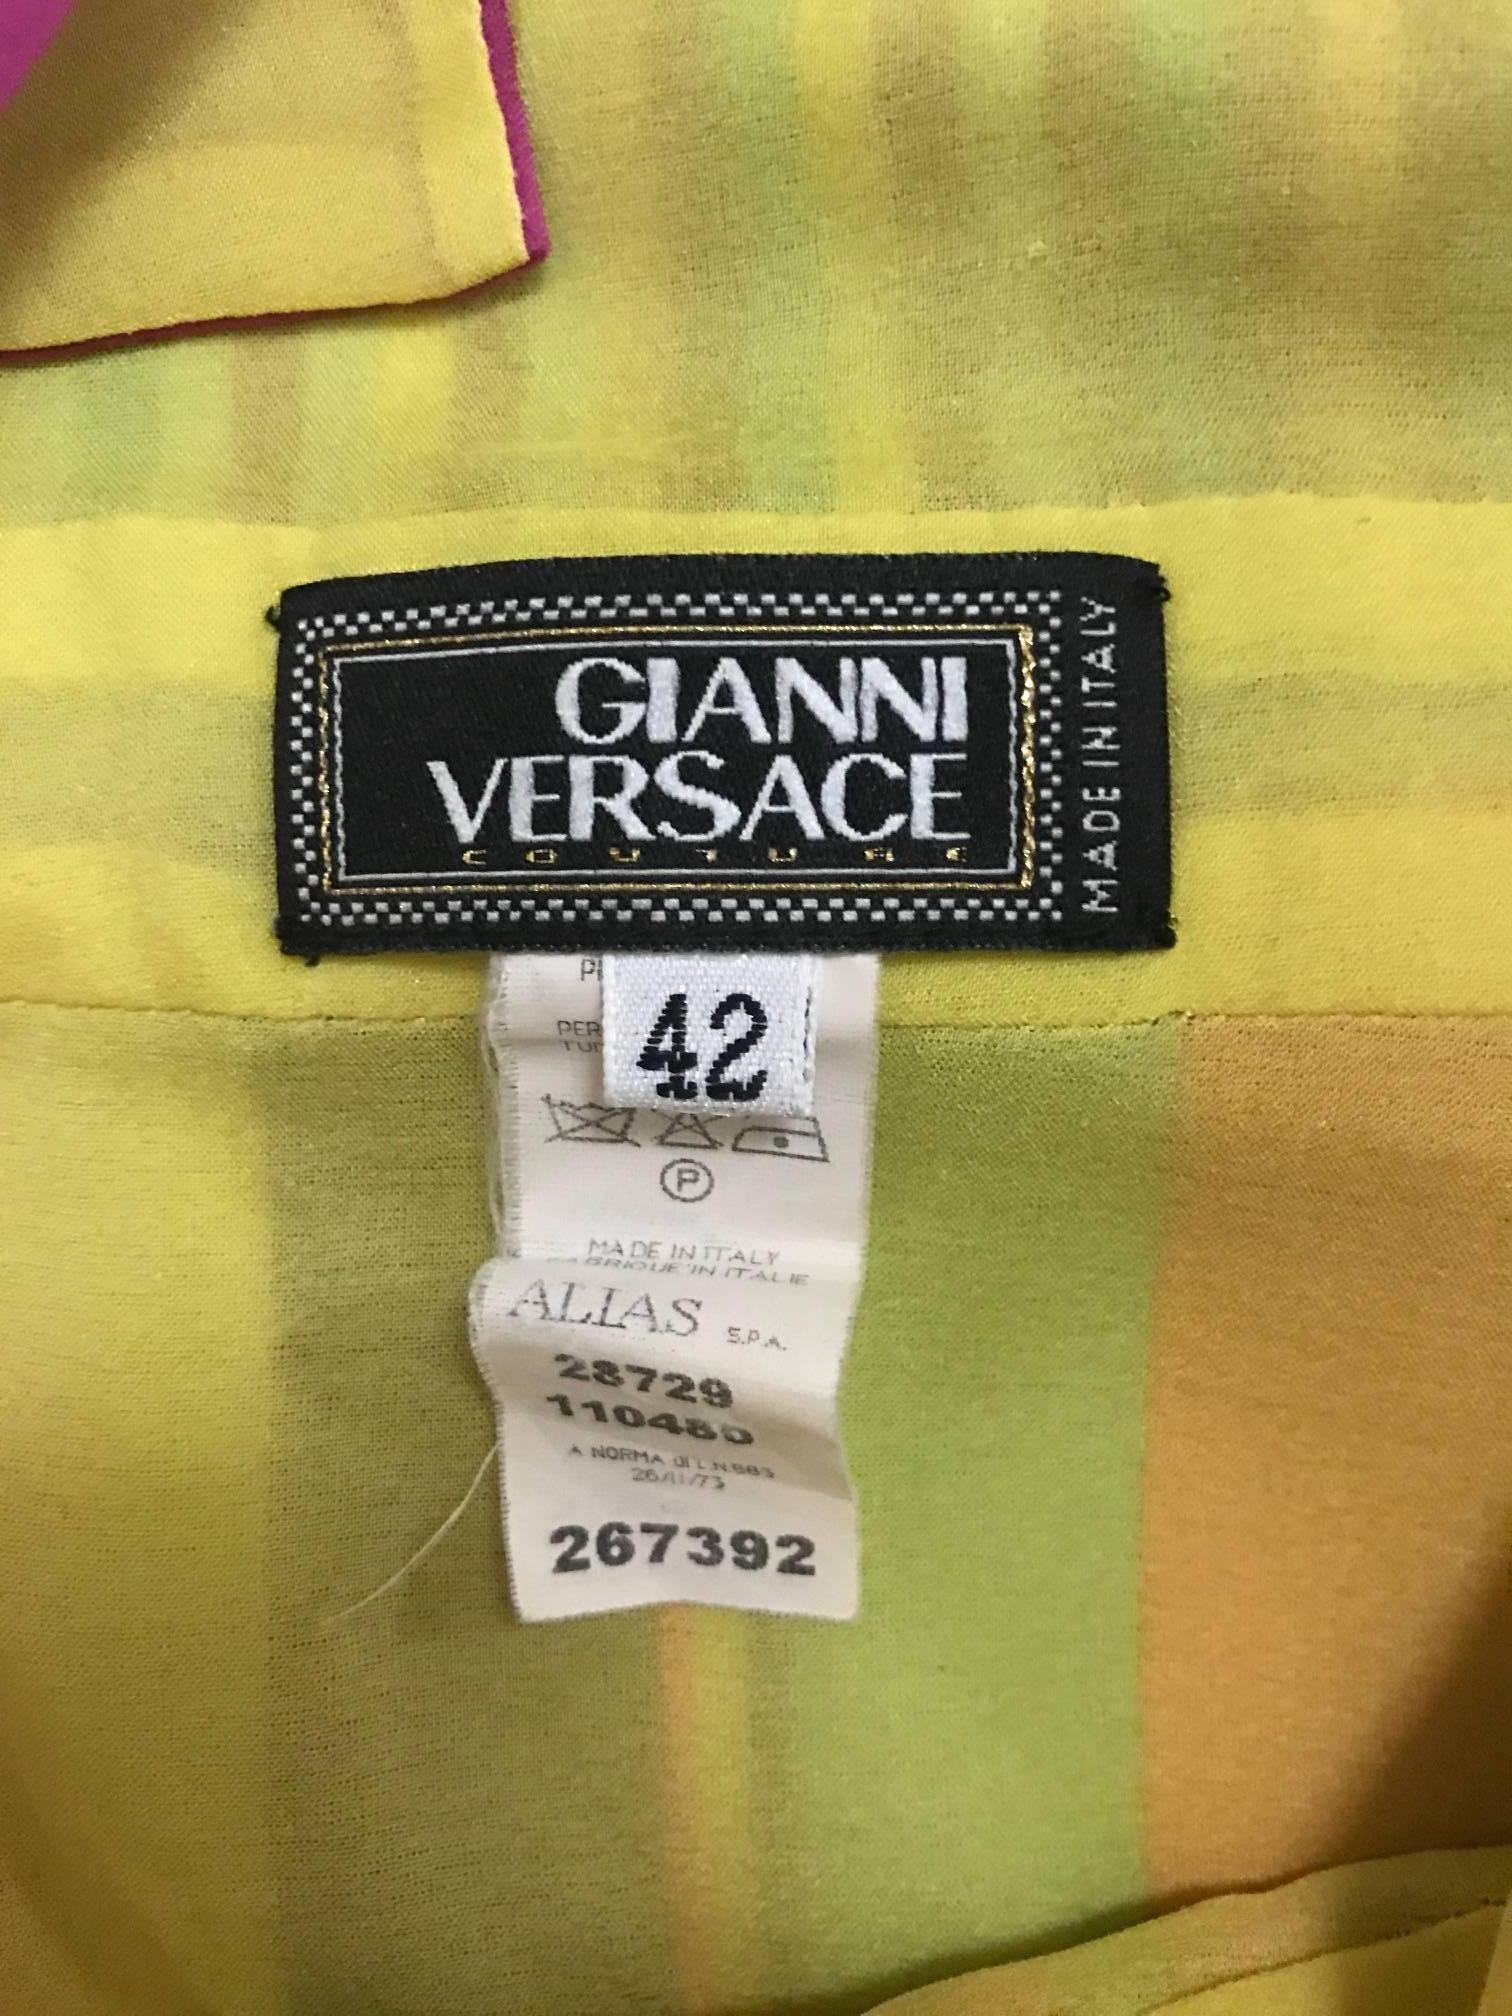 GIANNI
VERSACE
COUTURE
MADE IN ITALY
42
P
MADE IN ITALY
FABRIQUE' IN ITALIE
ALIAS S.P.A.
28729
A NORMA di L.N. 883
26/11/73
267392